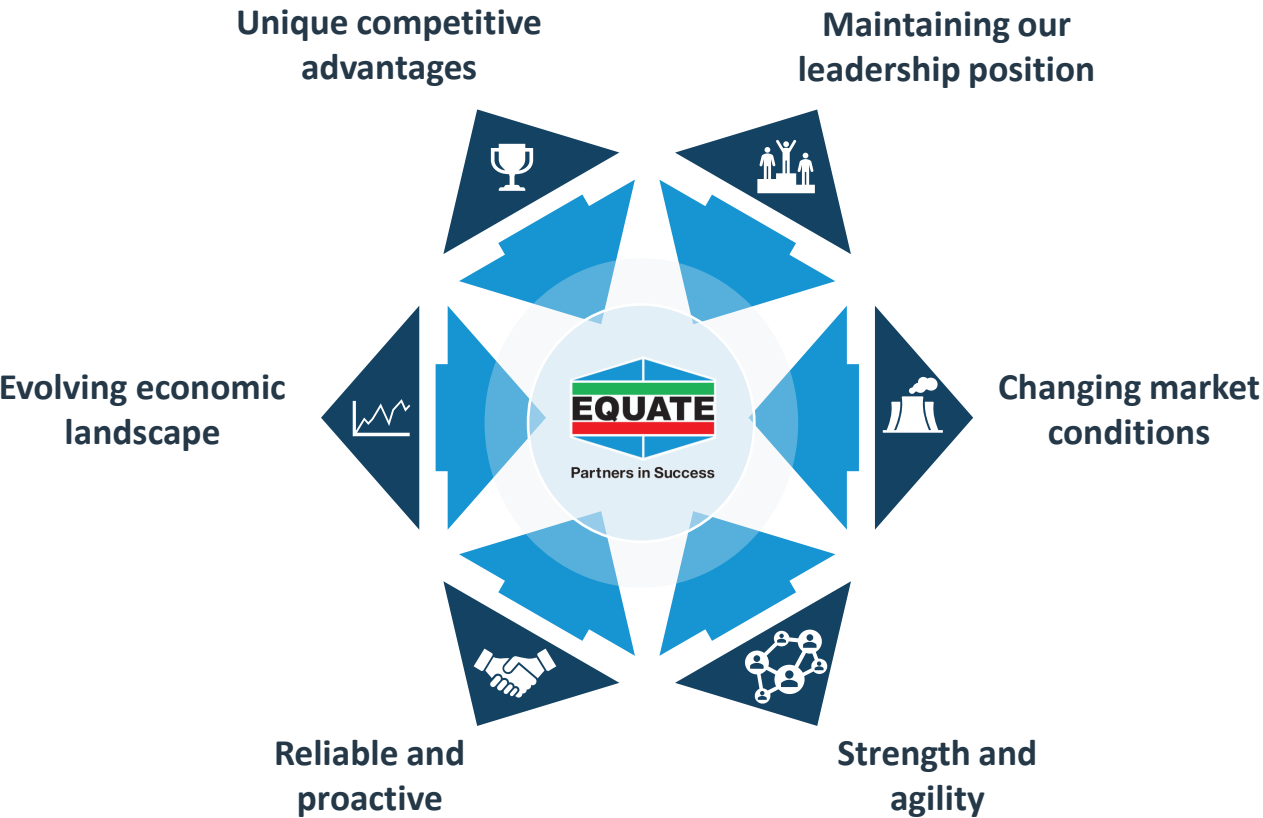 Unique competitive
advantages
Maintaining our
leadership position
Evolving economic
landscape
EQUATE
Partners in Success
Changing market
conditions
Reliable and
proactive
Strength and
agility